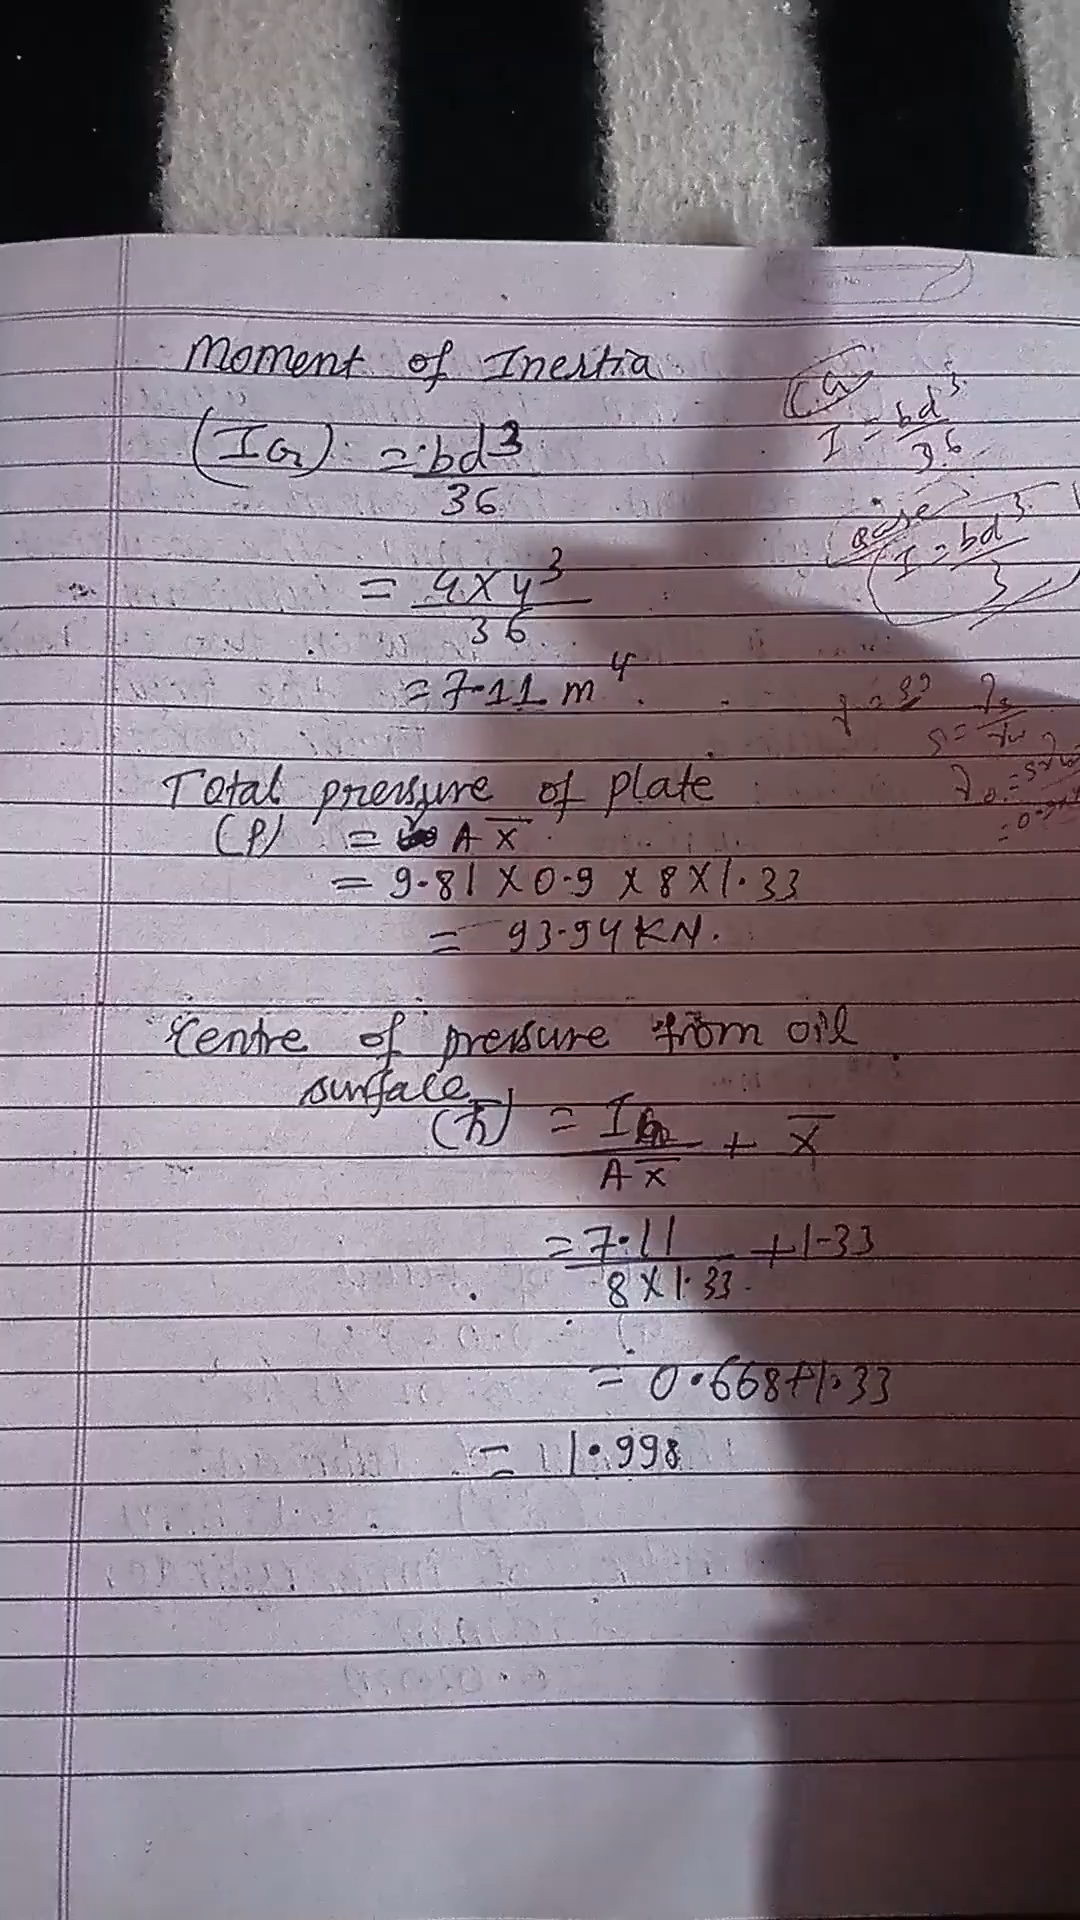 Moment of Inertia
(IG) = bd³
36
= 4 x 4³
36
= 7.11 m⁴.
Total pressure of plate
(P) = A x̄
= 9.81 x 0.9 x 8 x 1.33
= 93.94 KN.
Centre of pressure from oil
surface
(h̄) = IG + x̄
A x̄
= 7.11 + 1.33
8 x 1.33
= 0.668 + 1.33
= 1.998
G
I = bd³
36
I = bd³
3